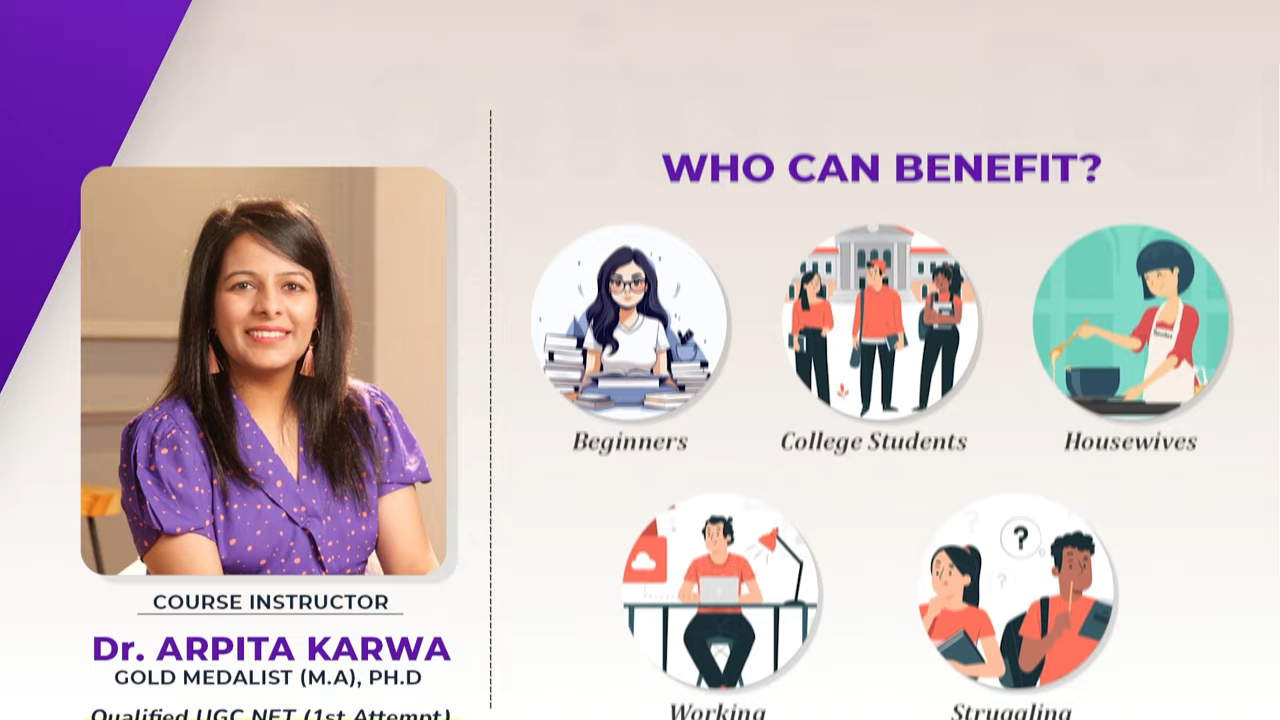 WHO CAN BENEFIT?
Beginners
College Students
Housewives
Working
Struggling
COURSE INSTRUCTOR
Dr. ARPITA KARWA
GOLD MEDALIST (M.A), PH.D
Qualified UGC NET (1st Attempt)